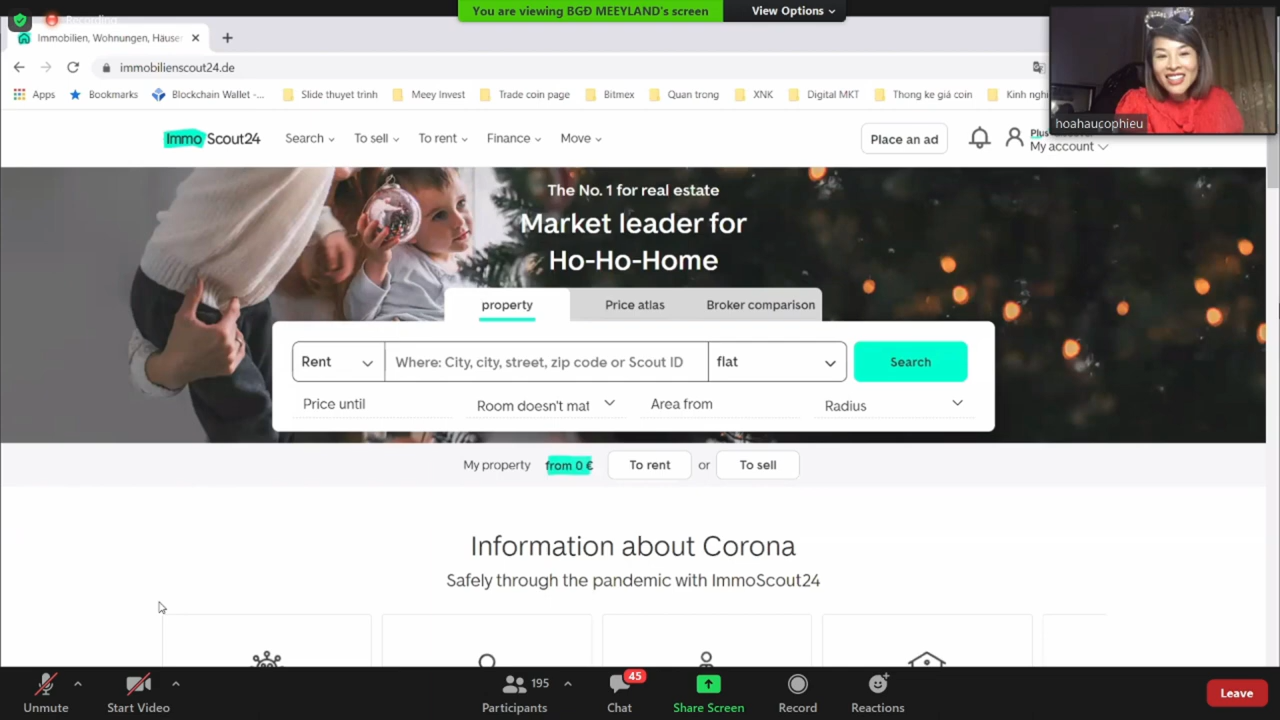 Recording...
You are viewing BGĐ MEEYLAND's screen
View Options
Immobilien, Wohnungen, Häuser
immobilienscout24.de
Apps
Bookmarks
Blockchain Wallet -...
Slide thuyet trinh
Meey Invest
Trade coin page
Bitmex
Quan trong
XNK
Digital MKT
Thong ke giá coin
Kinh nghi
hoahaucophieu
Immo Scout24
Search
To sell
To rent
Finance
Move
Place an ad
My account
The No. 1 for real estate
Market leader for
Ho-Ho-Home
property
Price atlas
Broker comparison
Rent
Where: City, city, street, zip code or Scout ID
flat
Search
Price until
Room doesn't mat
Area from
Radius
My property from 0 €
To rent
or
To sell
Information about Corona
Safely through the pandemic with ImmoScout24
Unmute
Start Video
195
Participants
45
Chat
Share Screen
Record
Reactions
Leave